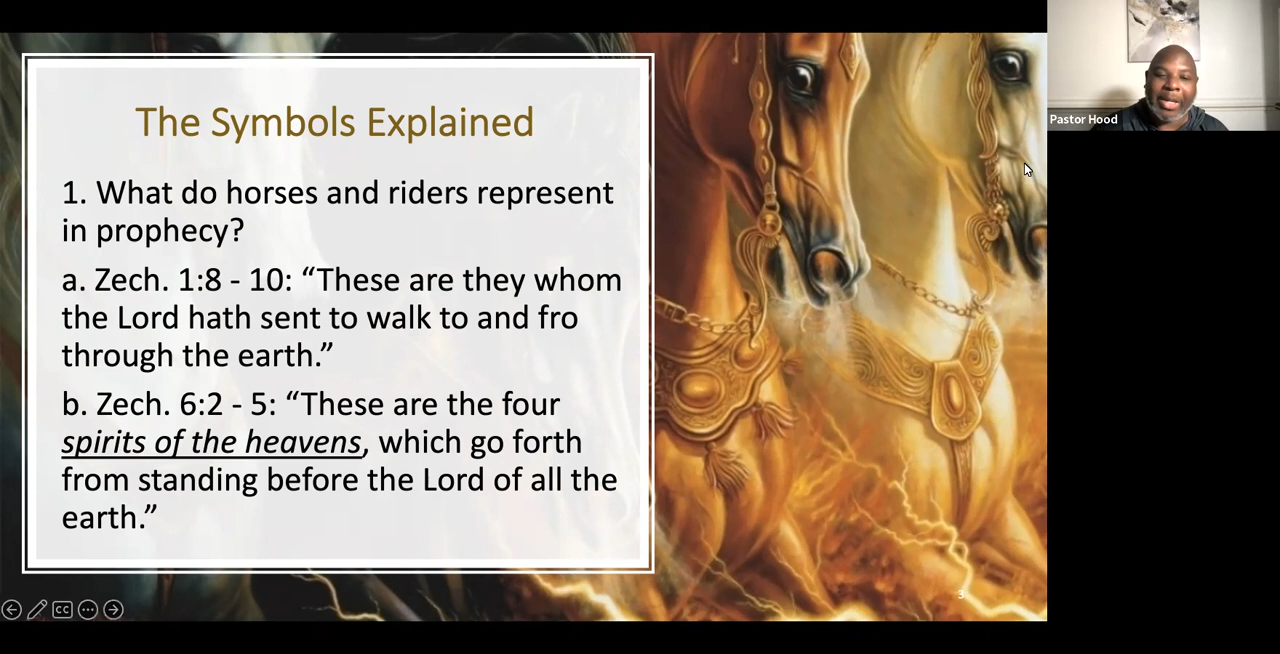 The Symbols Explained
1. What do horses and riders represent
in prophecy?
a. Zech. 1:8 - 10: “These are they whom
the Lord hath sent to walk to and fro
through the earth.”
b. Zech. 6:2 - 5: “These are the four
spirits of the heavens, which go forth
from standing before the Lord of all the
earth.”
3
CC
Pastor Hood